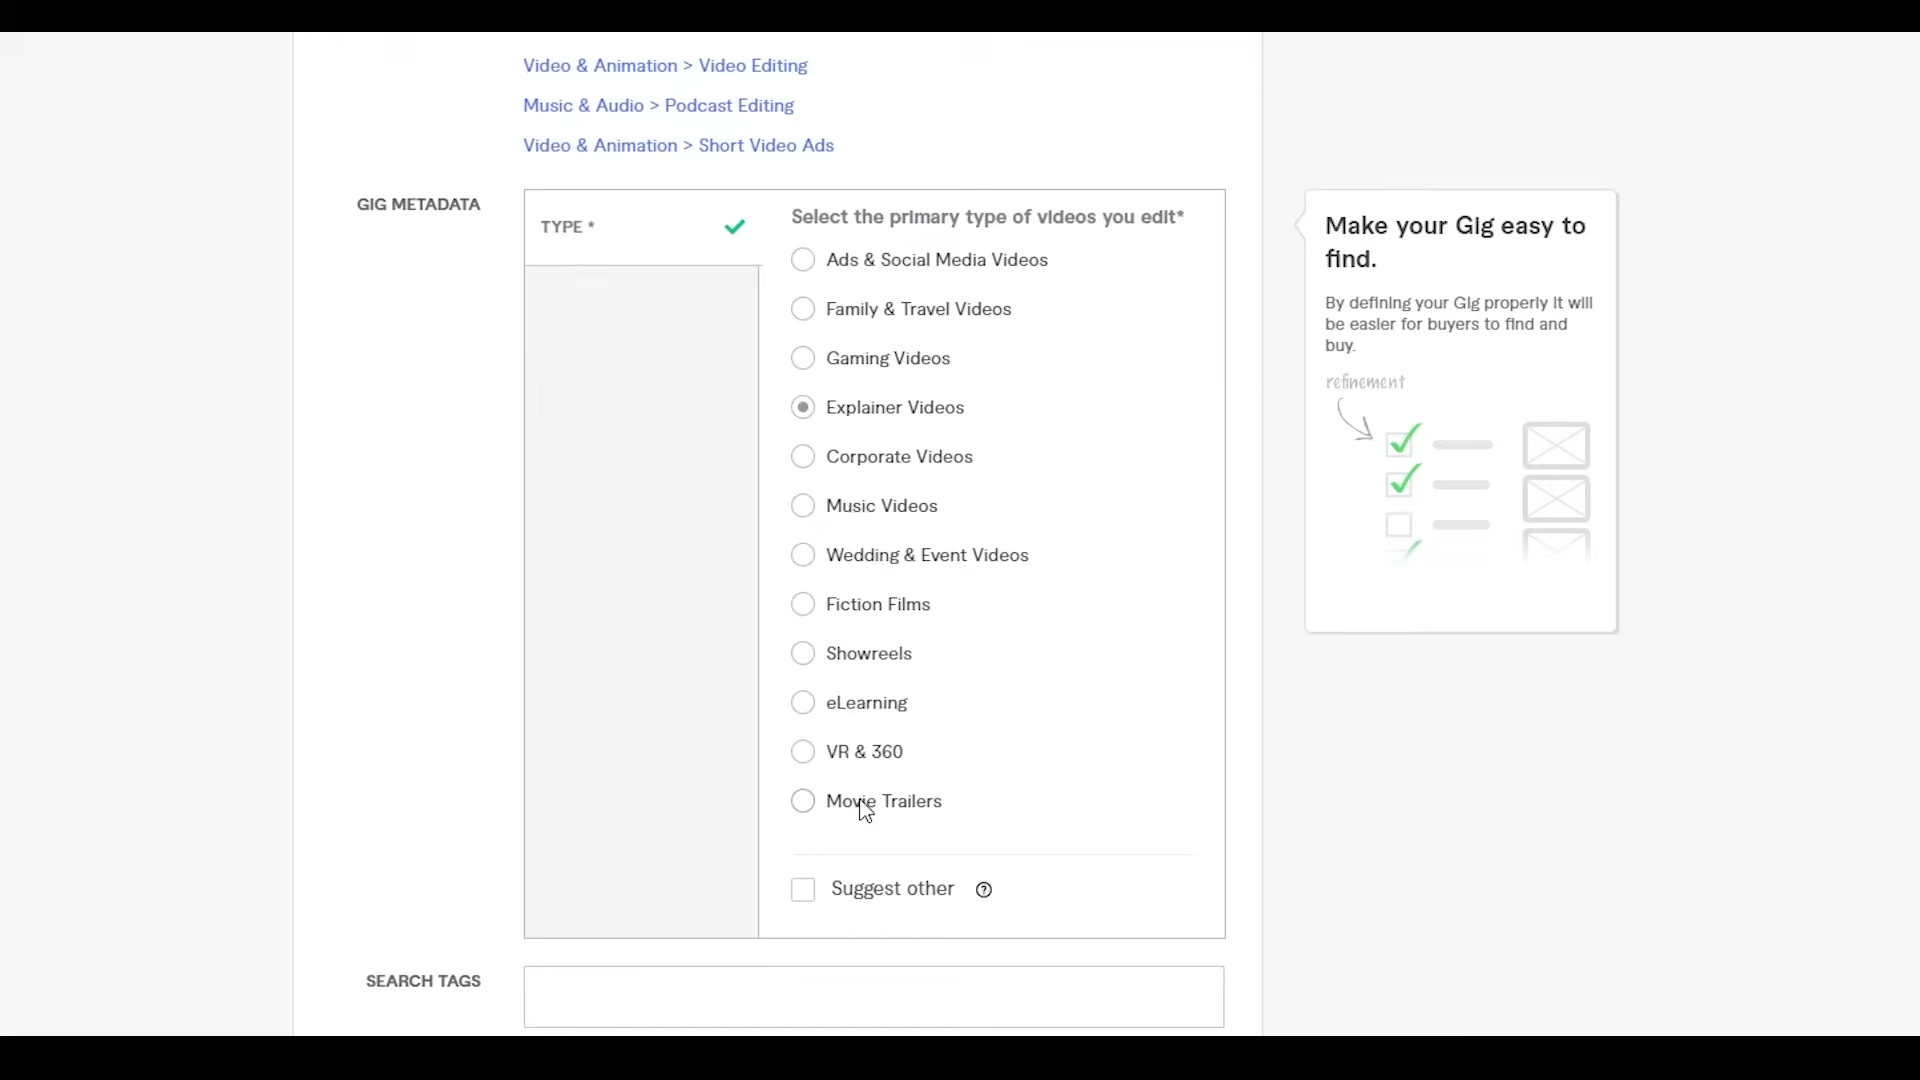 Video & Animation > Video Editing
Music & Audio > Podcast Editing
Video & Animation > Short Video Ads
GIG METADATA
TYPE *
Select the primary type of videos you edit*
Ads & Social Media Videos
Family & Travel Videos
Gaming Videos
Explainer Videos
Corporate Videos
Music Videos
Wedding & Event Videos
Fiction Films
Showreels
eLearning
VR & 360
Movie Trailers
Suggest other
SEARCH TAGS
Make your Gig easy to
find.
By defining your Gig properly it will
be easier for buyers to find and
buy.
refinement